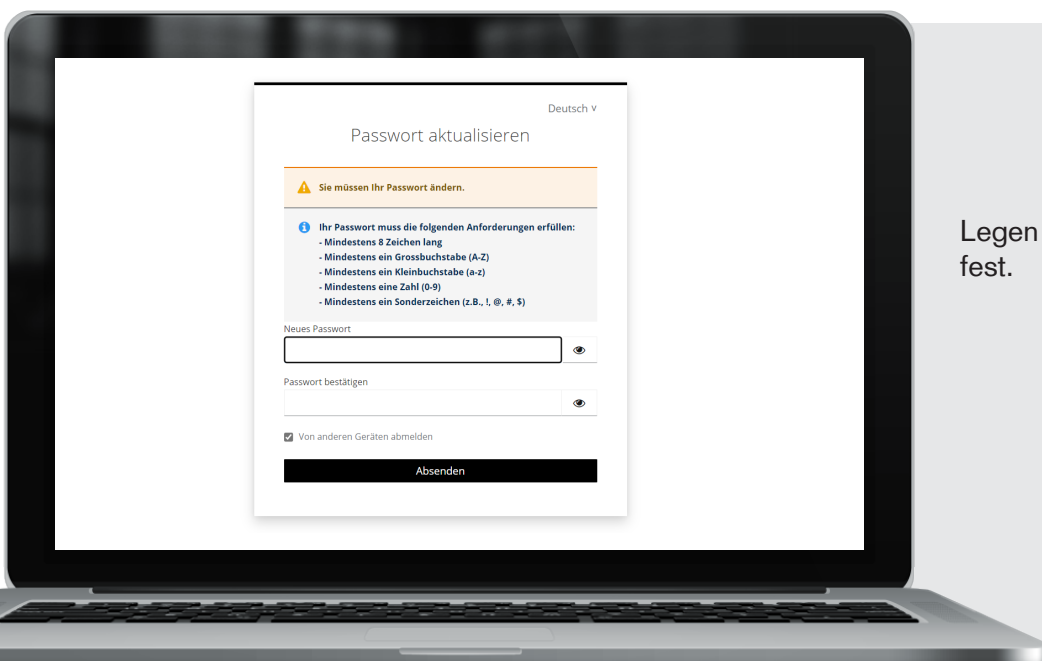 Deutsch
Passwort aktualisieren
Sie müssen Ihr Passwort ändern.
Ihr Passwort muss die folgenden Anforderungen erfüllen:
- Mindestens 8 Zeichen lang
- Mindestens ein Grossbuchstabe (A-Z)
- Mindestens ein Kleinbuchstabe (a-z)
- Mindestens eine Zahl (0-9)
- Mindestens ein Sonderzeichen (z.B., !, @, #, $)
Neues Passwort
Passwort bestätigen
Von anderen Geräten abmelden
Absenden
Legen
fest.